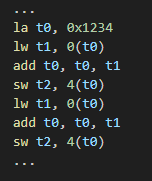 ...
la t0, 0x1234
lw t1, 0(t0)
add t0, t0, t1
sw t2, 4(t0)
lw t1, 0(t0)
add t0, t0, t1
sw t2, 4(t0)
...